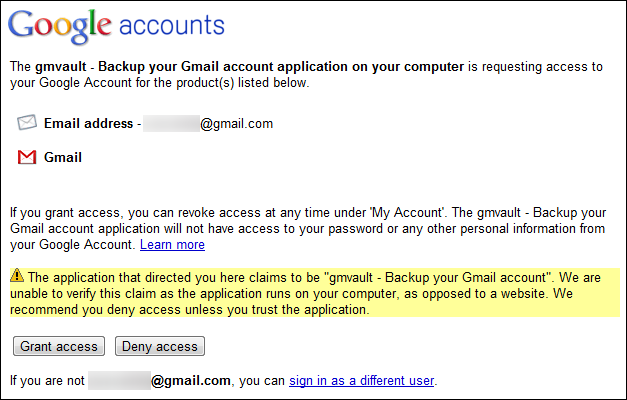 Google accounts
The gmvault - Backup your Gmail account application on your computer is requesting access to
your Google Account for the product(s) listed below.
Email address - @gmail.com
Gmail
If you grant access, you can revoke access at any time under 'My Account'. The gmvault - Backup your
Gmail account application will not have access to your password or any other personal information from
your Google Account. Learn more
The application that directed you here claims to be "gmvault - Backup your Gmail account". We are
unable to verify this claim as the application runs on your computer, as opposed to a website. We
recommend you deny access unless you trust the application.
Grant access Deny access
If you are not @gmail.com, you can sign in as a different user.